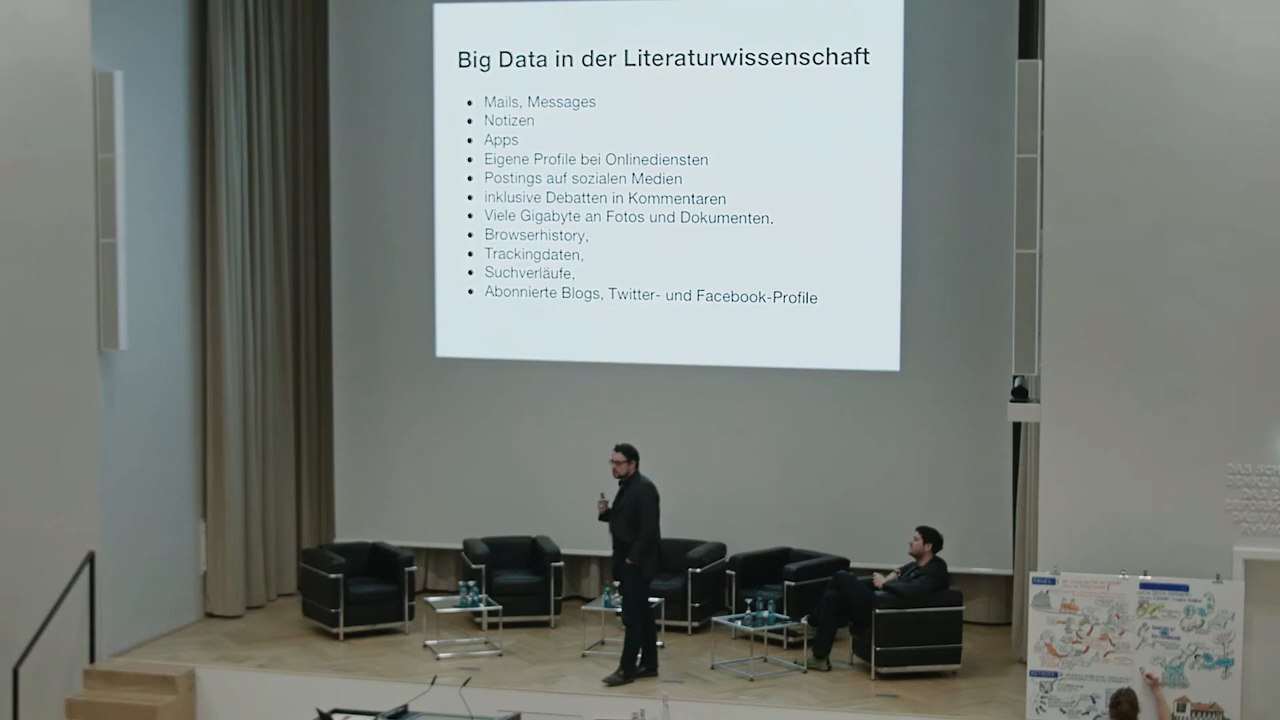 Big Data in der Literaturwissenschaft
• Mails, Messages
• Notizen
• Apps
• Eigene Profile bei Onlinediensten
• Postings auf sozialen Medien
• inklusive Debatten in Kommentaren
• Viele Gigabyte an Fotos und Dokumenten.
• Browserhistory,
• Trackingdaten,
• Suchverläufe,
• Abonnierte Blogs, Twitter- und Facebook-Profile